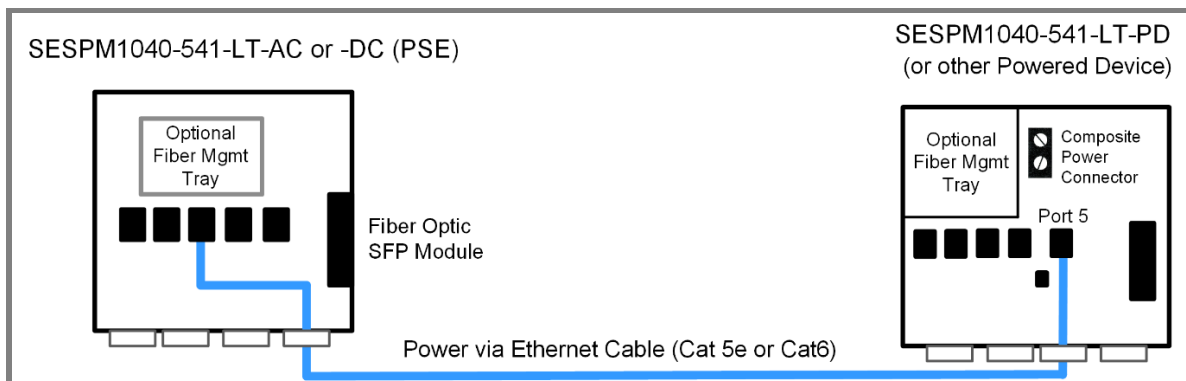 SESPM1040-541-LT-AC or -DC (PSE)
SESPM1040-541-LT-PD
(or other Powered Device)
Optional
Fiber Mgmt
Tray
Fiber Optic
SFP Module
Optional
Fiber Mgmt
Tray
Composite
Power
Connector
Port 5
Power via Ethernet Cable (Cat 5e or Cat6)